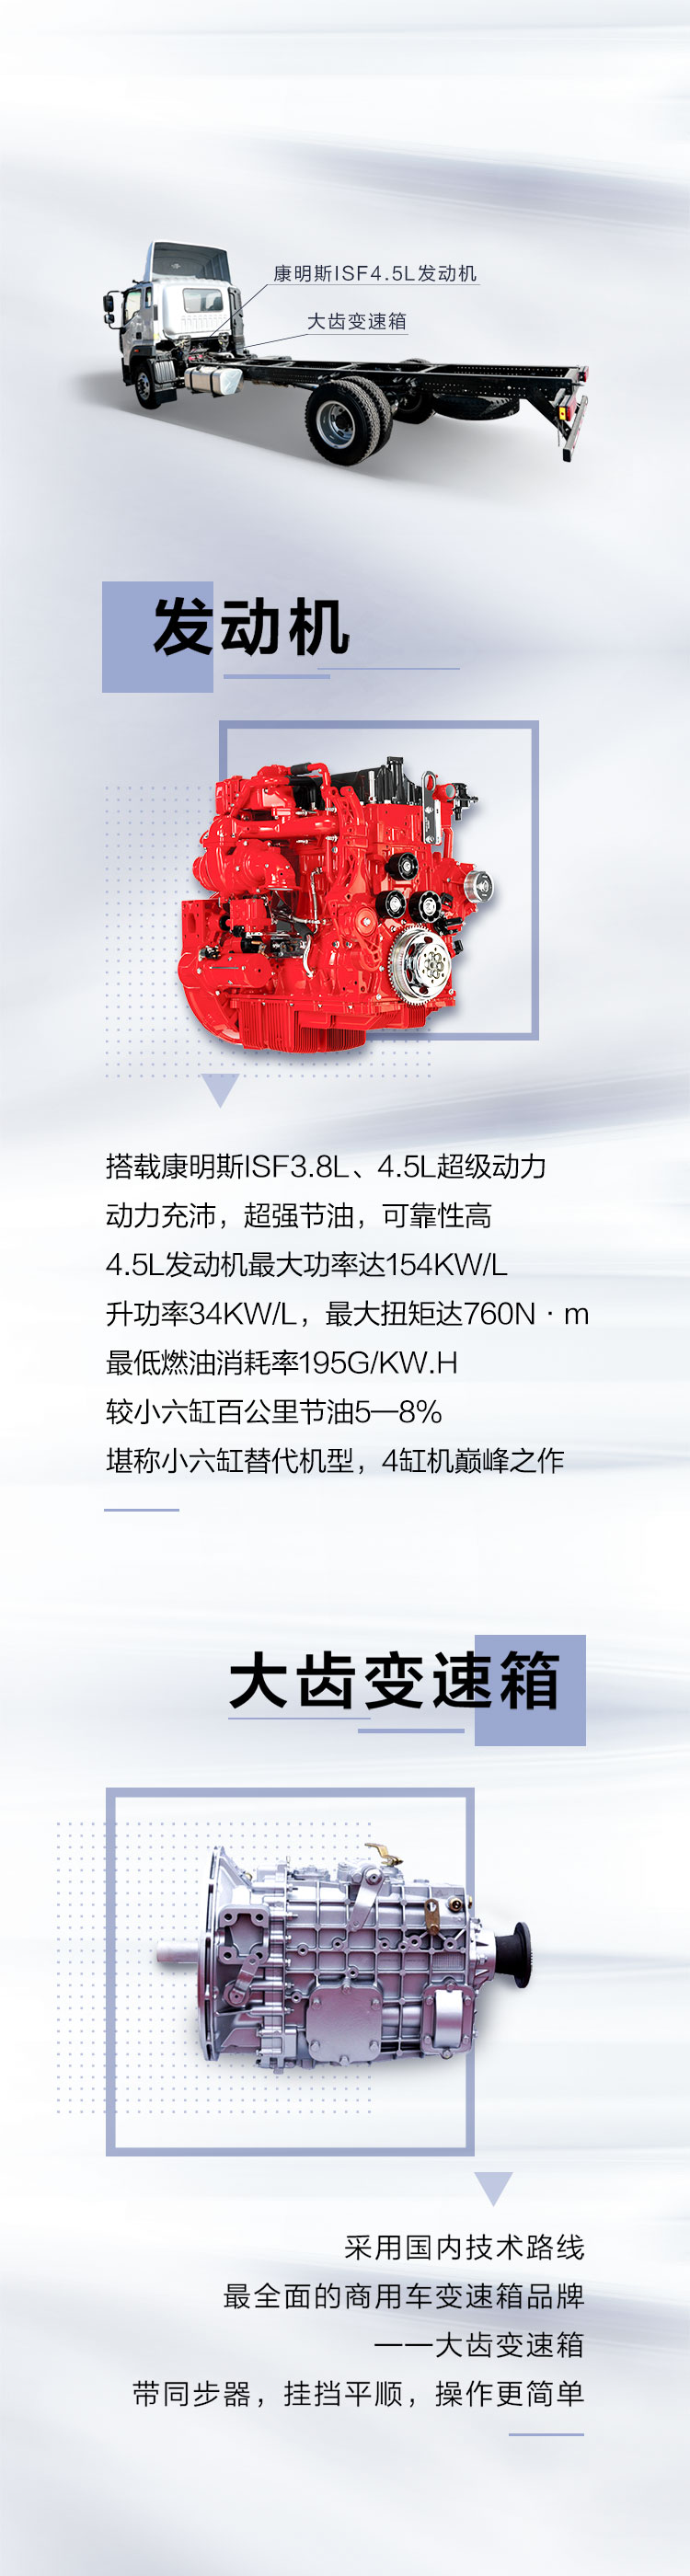 康明斯ISF4.5L发动机
大齿变速箱
发动机
搭载康明斯ISF3.8L、4.5L超级动力
动力充沛，超强节油，可靠性高
4.5L发动机最大功率达154KW/L
升功率34KW/L，最大扭矩达760N·m
最低燃油消耗率195G/KW.H
较小六缸百公里节油5—8%
堪称小六缸替代机型，4缸机巅峰之作
大齿变速箱
采用国内技术路线
最全面的商用车变速箱品牌
——大齿变速箱
带同步器，挂挡平顺，操作更简单